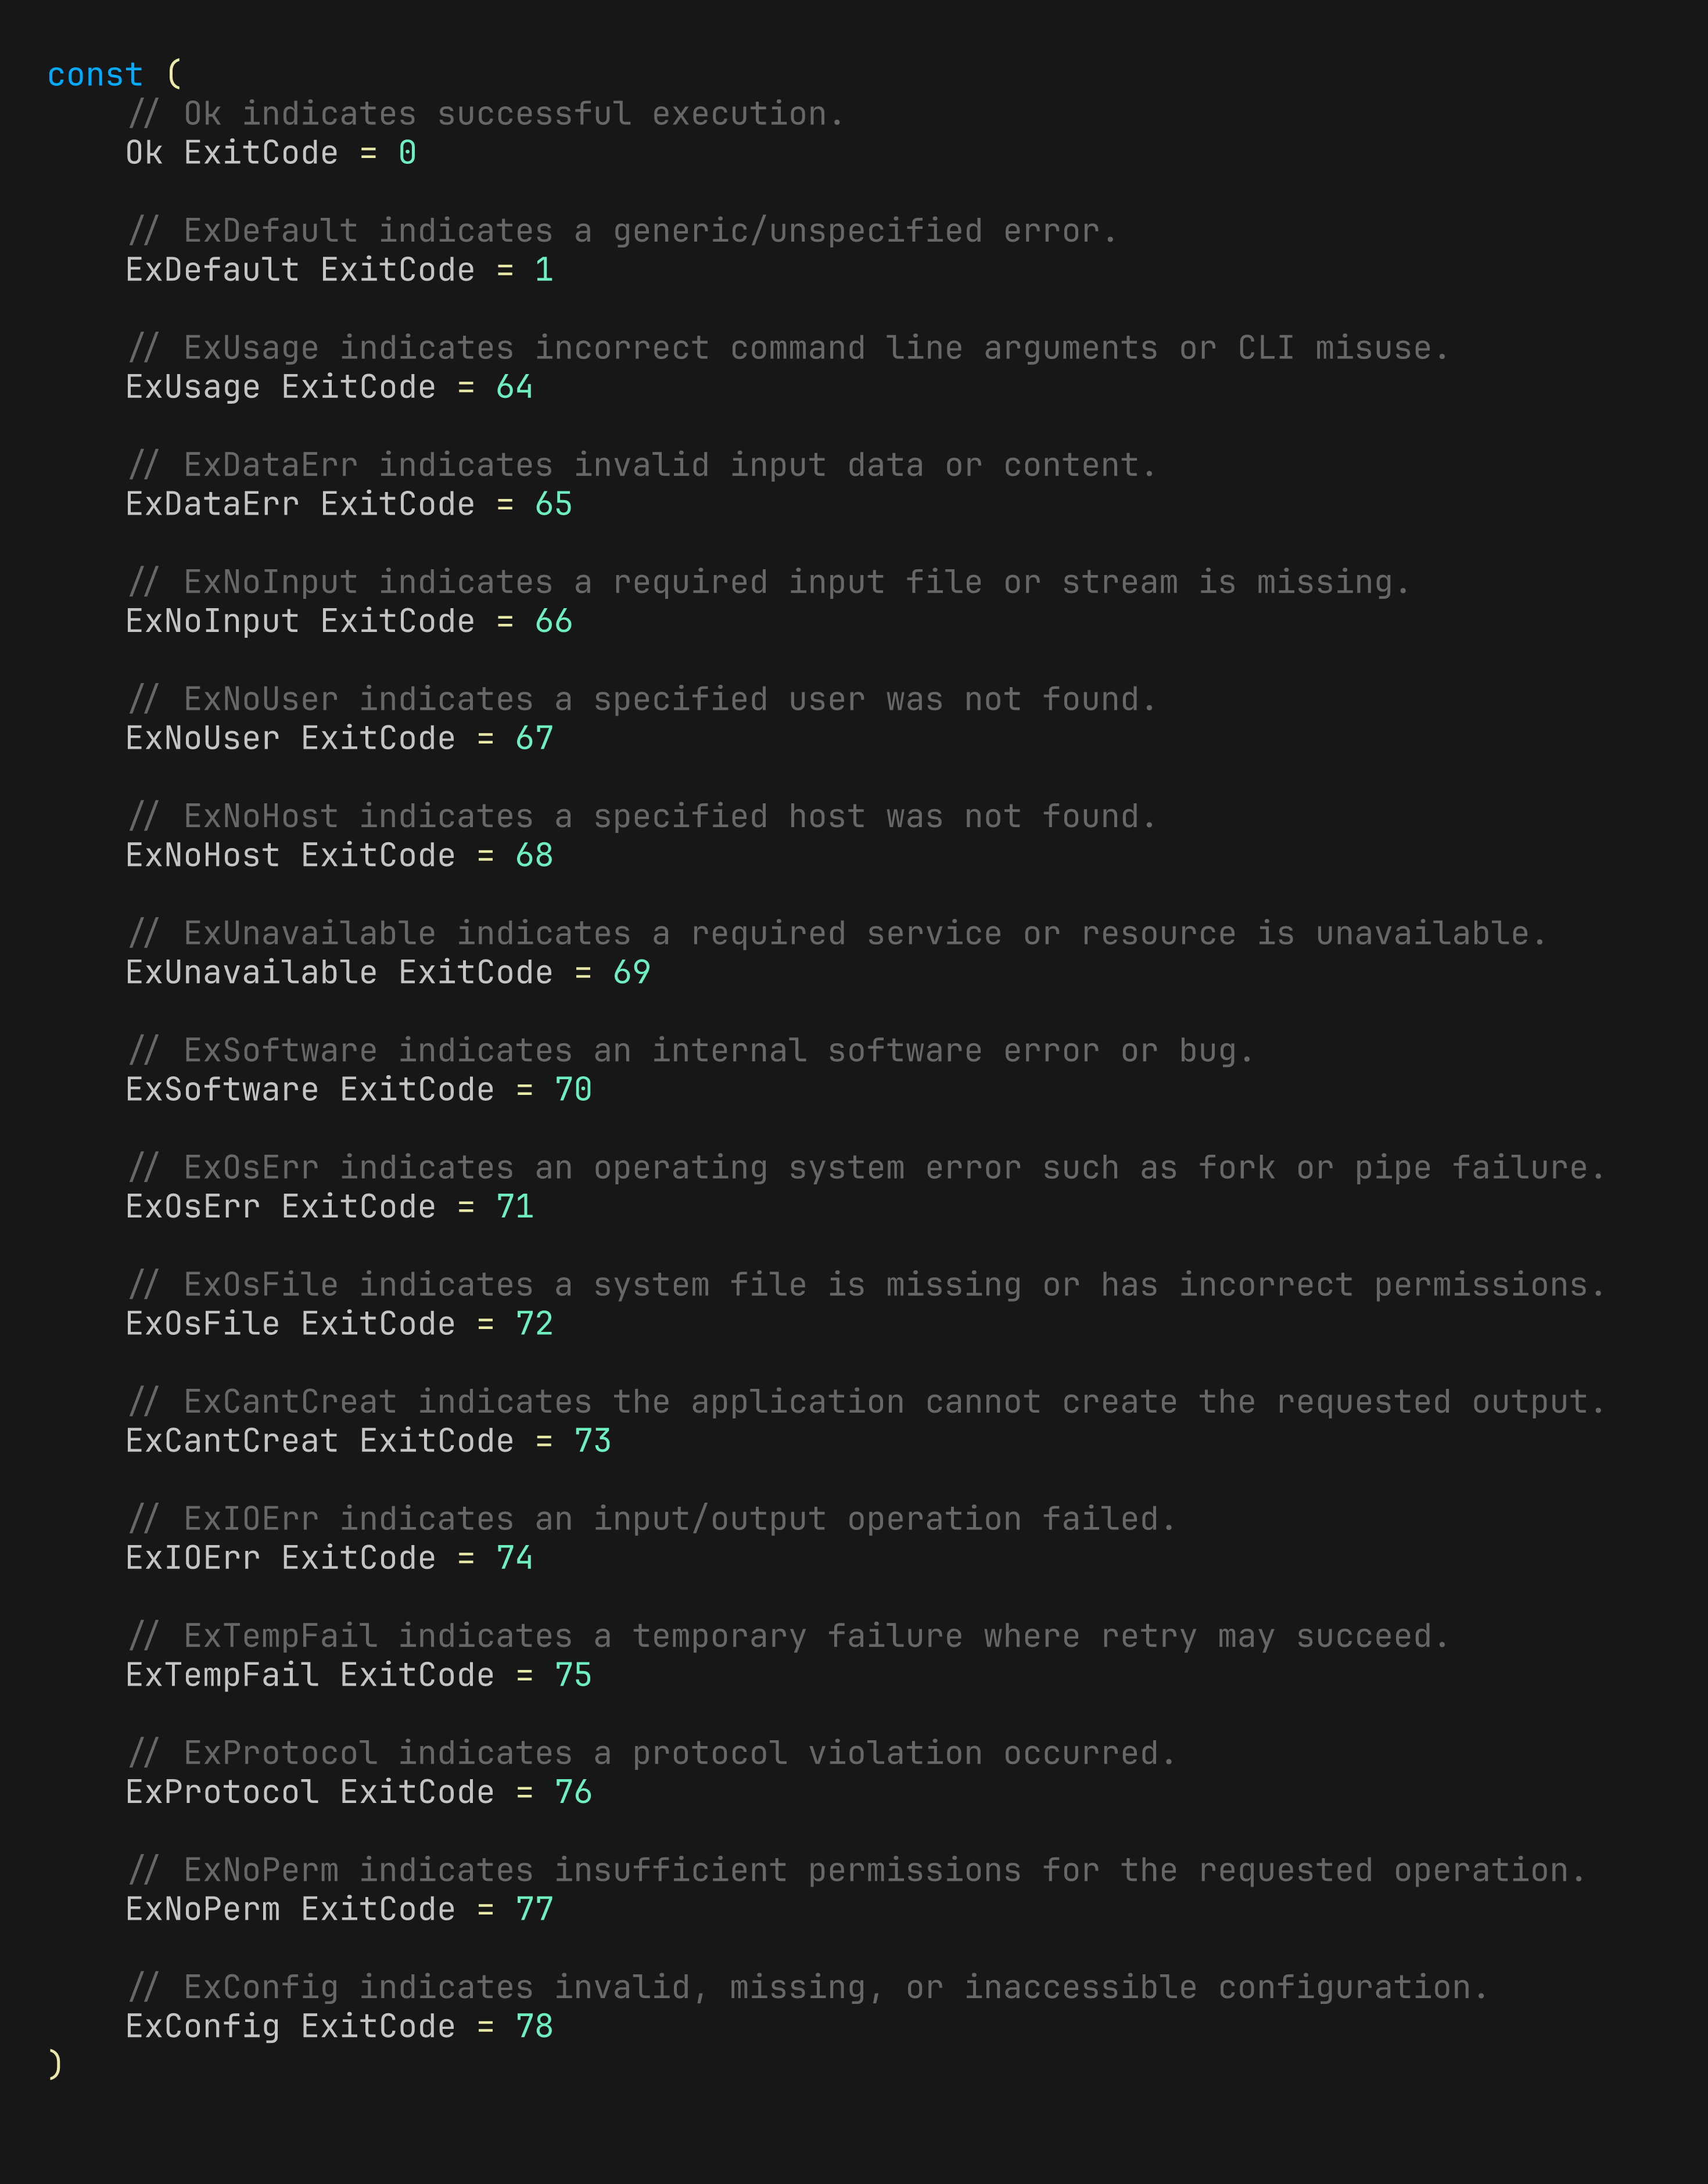 const (
    // Ok indicates successful execution.
    Ok ExitCode = 0

    // ExDefault indicates a generic/unspecified error.
    ExDefault ExitCode = 1

    // ExUsage indicates incorrect command line arguments or CLI misuse.
    ExUsage ExitCode = 64

    // ExDataErr indicates invalid input data or content.
    ExDataErr ExitCode = 65

    // ExNoInput indicates a required input file or stream is missing.
    ExNoInput ExitCode = 66

    // ExNoUser indicates a specified user was not found.
    ExNoUser ExitCode = 67

    // ExNoHost indicates a specified host was not found.
    ExNoHost ExitCode = 68

    // ExUnavailable indicates a required service or resource is unavailable.
    ExUnavailable ExitCode = 69

    // ExSoftware indicates an internal software error or bug.
    ExSoftware ExitCode = 70

    // ExOsErr indicates an operating system error such as fork or pipe failure.
    ExOsErr ExitCode = 71

    // ExOsFile indicates a system file is missing or has incorrect permissions.
    ExOsFile ExitCode = 72

    // ExCantCreat indicates the application cannot create the requested output.
    ExCantCreat ExitCode = 73

    // ExIOErr indicates an input/output operation failed.
    ExIOErr ExitCode = 74

    // ExTempFail indicates a temporary failure where retry may succeed.
    ExTempFail ExitCode = 75

    // ExProtocol indicates a protocol violation occurred.
    ExProtocol ExitCode = 76

    // ExNoPerm indicates insufficient permissions for the requested operation.
    ExNoPerm ExitCode = 77

    // ExConfig indicates invalid, missing, or inaccessible configuration.
    ExConfig ExitCode = 78
)